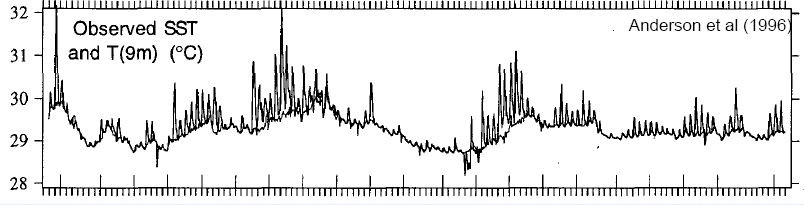 32
Observed SST
Anderson et al (1996)
and T(9m) (°C)
31
30
29
28